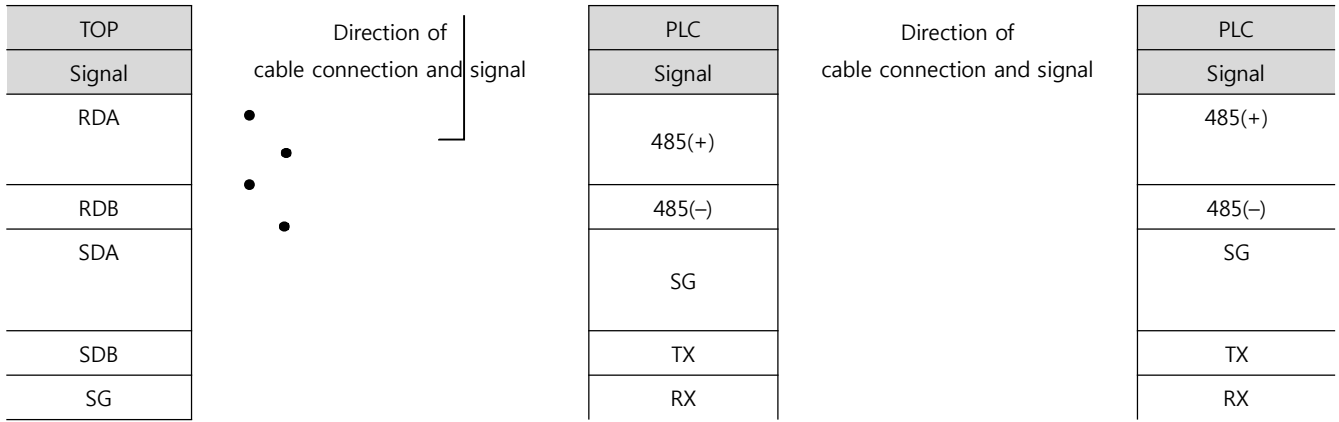 TOP
Direction of
PLC
Direction of
PLC
Signal
cable connection and signal
Signal
cable connection and signal
Signal
RDA
485(+)
485(+)
RDB
485(–)
485(–)
SDA
SG
SG
SDB
TX
TX
SG
RX
RX